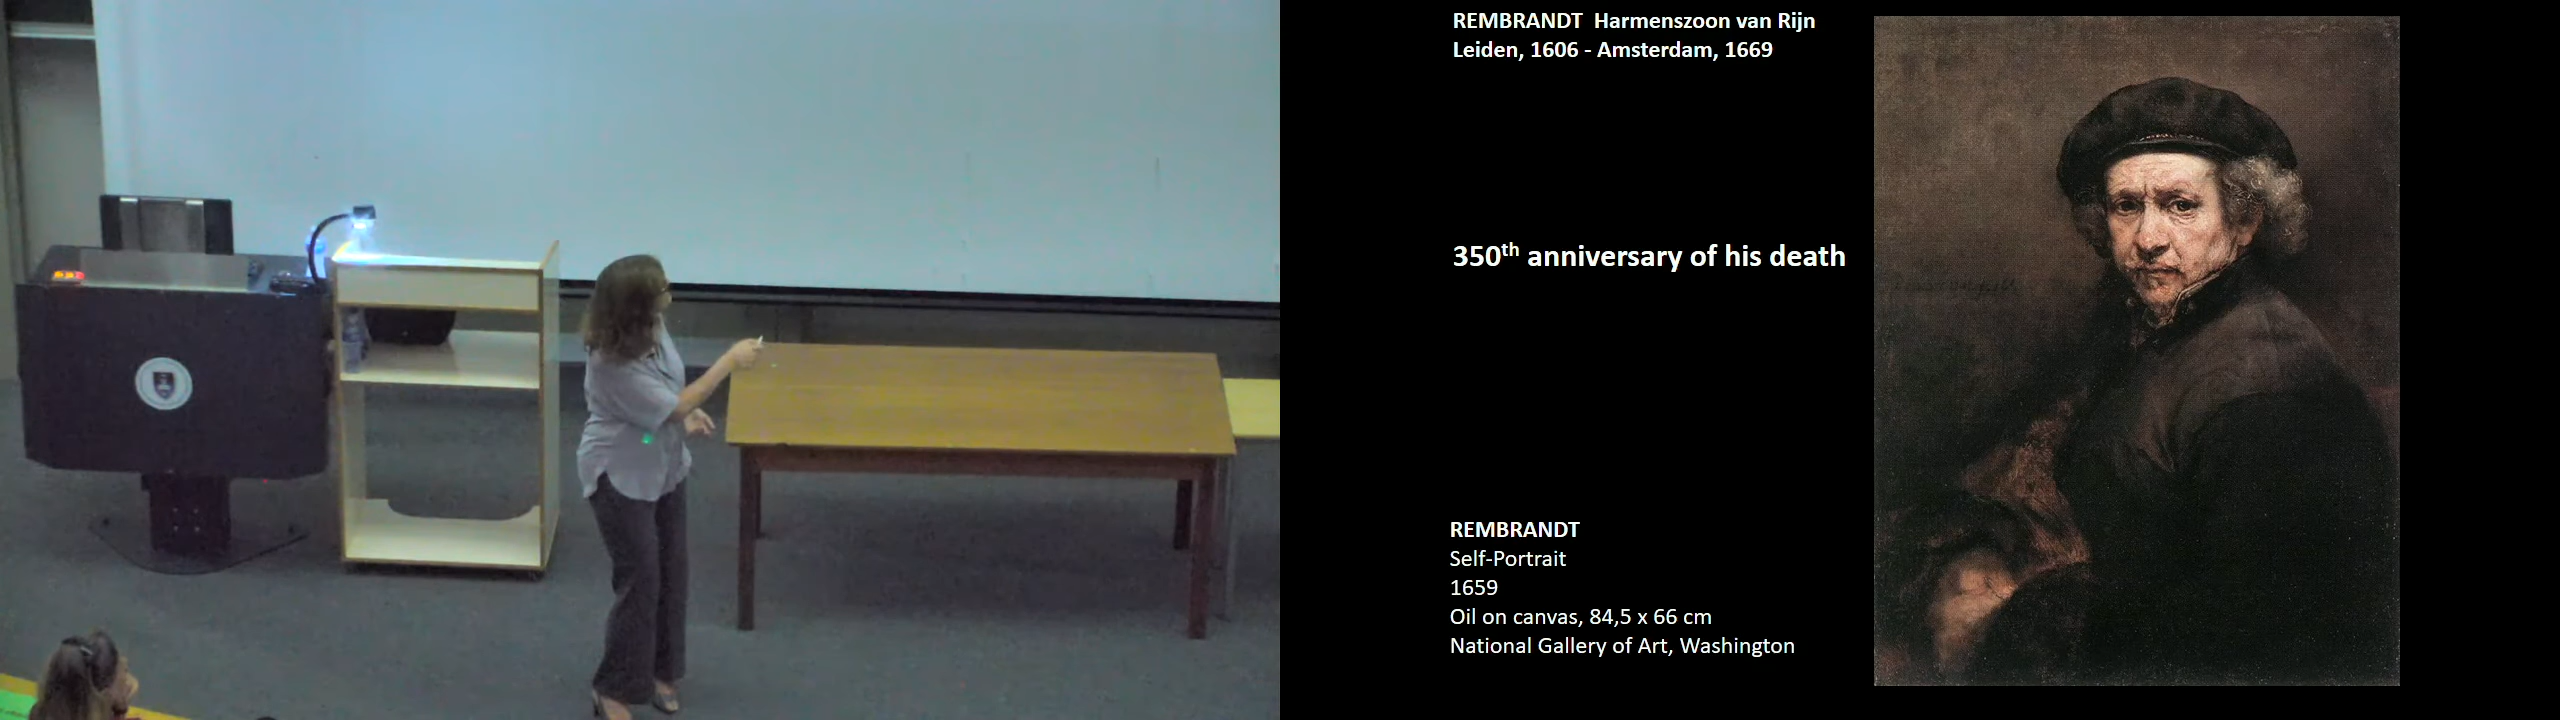 REMBRANDT Harmenszoon van Rijn
Leiden, 1606 - Amsterdam, 1669
350th anniversary of his death
REMBRANDT
Self-Portrait
1659
Oil on canvas, 84,5 x 66 cm
National Gallery of Art, Washington